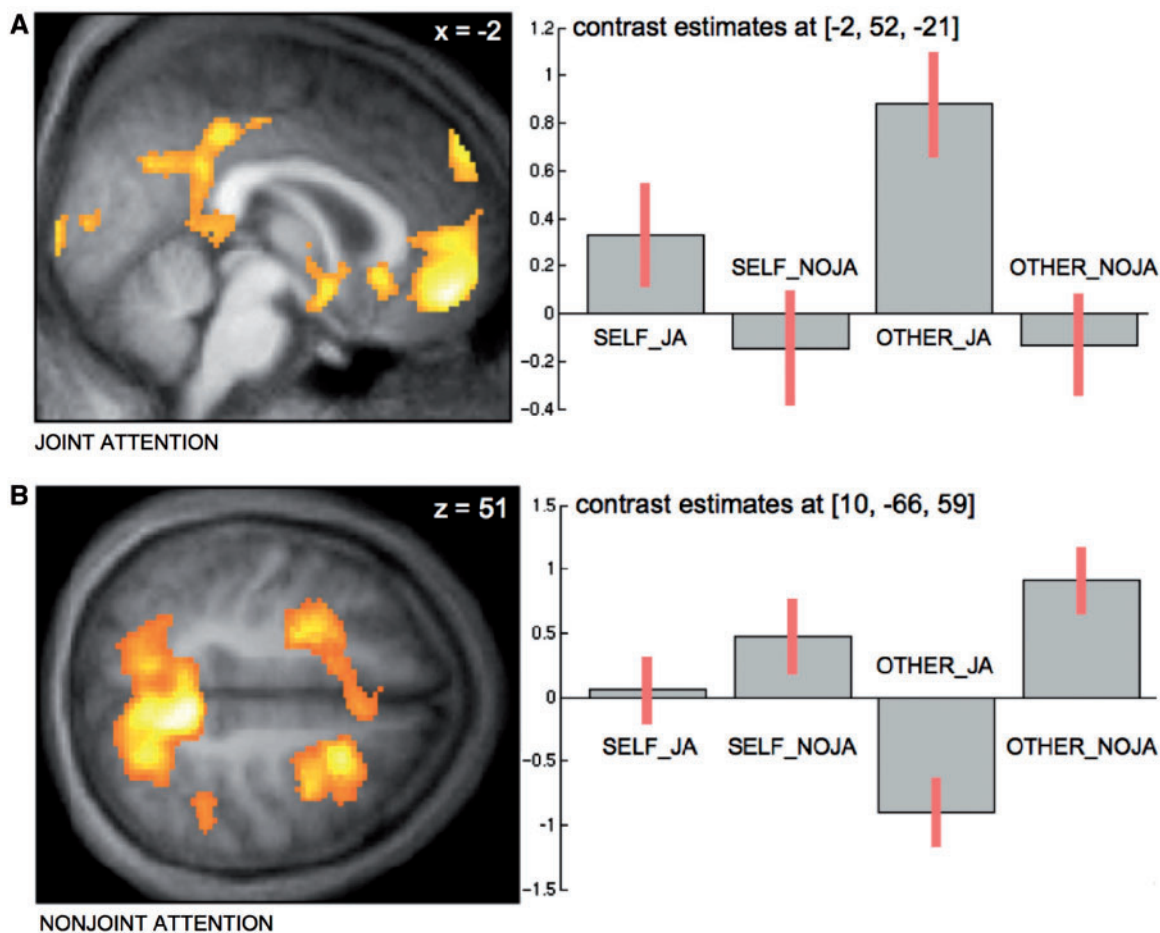 A
x = -2
contrast estimates at [-2, 52, -21]
1.2
1
0.8
0.6
0.4
0.2
0
-0.2
-0.4
SELF_JA
SELF_NOJA
OTHER_JA
OTHER_NOJA
JOINT ATTENTION
B
z = 51
contrast estimates at [10, -66, 59]
1.5
1
0.5
0
-0.5
-1
-1.5
SELF_JA
SELF_NOJA
OTHER_JA
OTHER_NOJA
NONJOINT ATTENTION